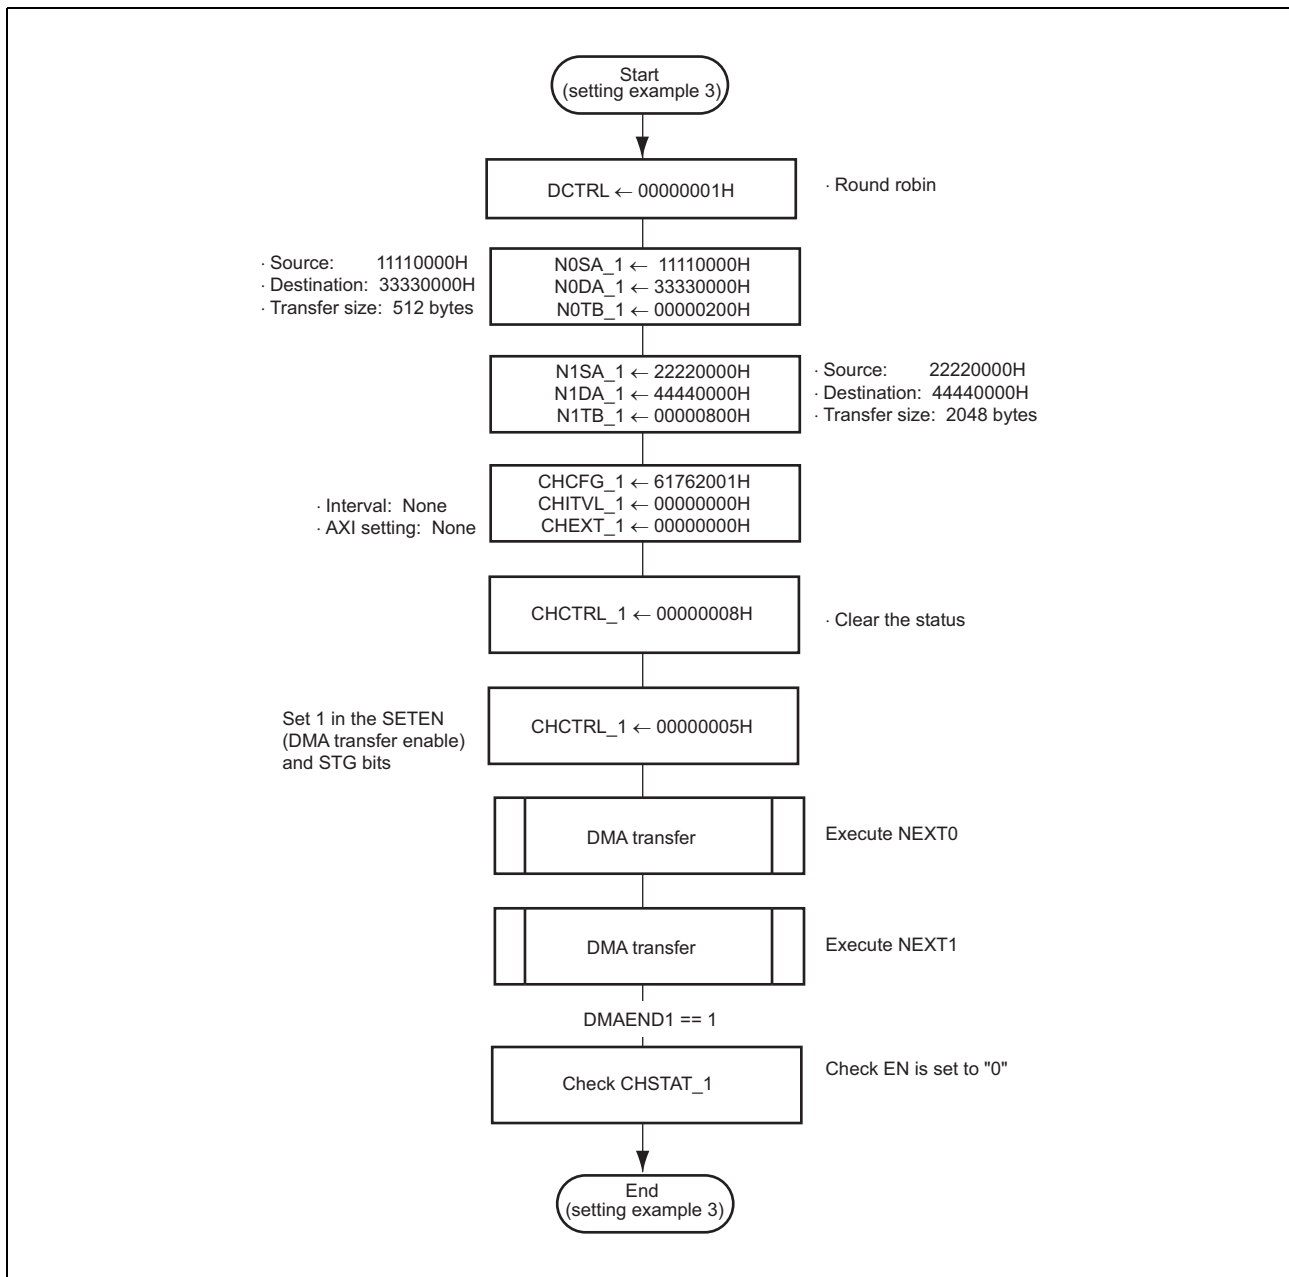 Start
(setting example 3)
DCTRL ← 00000001H
· Round robin
· Source: 11110000H
· Destination: 33330000H
· Transfer size: 512 bytes
N0SA_1 ← 11110000H
N0DA_1 ← 33330000H
N0TB_1 ← 00000200H
N1SA_1 ← 22220000H
N1DA_1 ← 44440000H
N1TB_1 ← 00000800H
· Source: 22220000H
· Destination: 44440000H
· Transfer size: 2048 bytes
· Interval: None
· AXI setting: None
CHCFG_1 ← 61762001H
CHITVL_1 ← 00000000H
CHEXT_1 ← 00000000H
CHCTRL_1 ← 00000008H
· Clear the status
Set 1 in the SETEN
(DMA transfer enable)
and STG bits
CHCTRL_1 ← 00000005H
DMA transfer
Execute NEXT0
DMA transfer
Execute NEXT1
DMAEND1 == 1
Check CHSTAT_1
Check EN is set to "0"
End
(setting example 3)